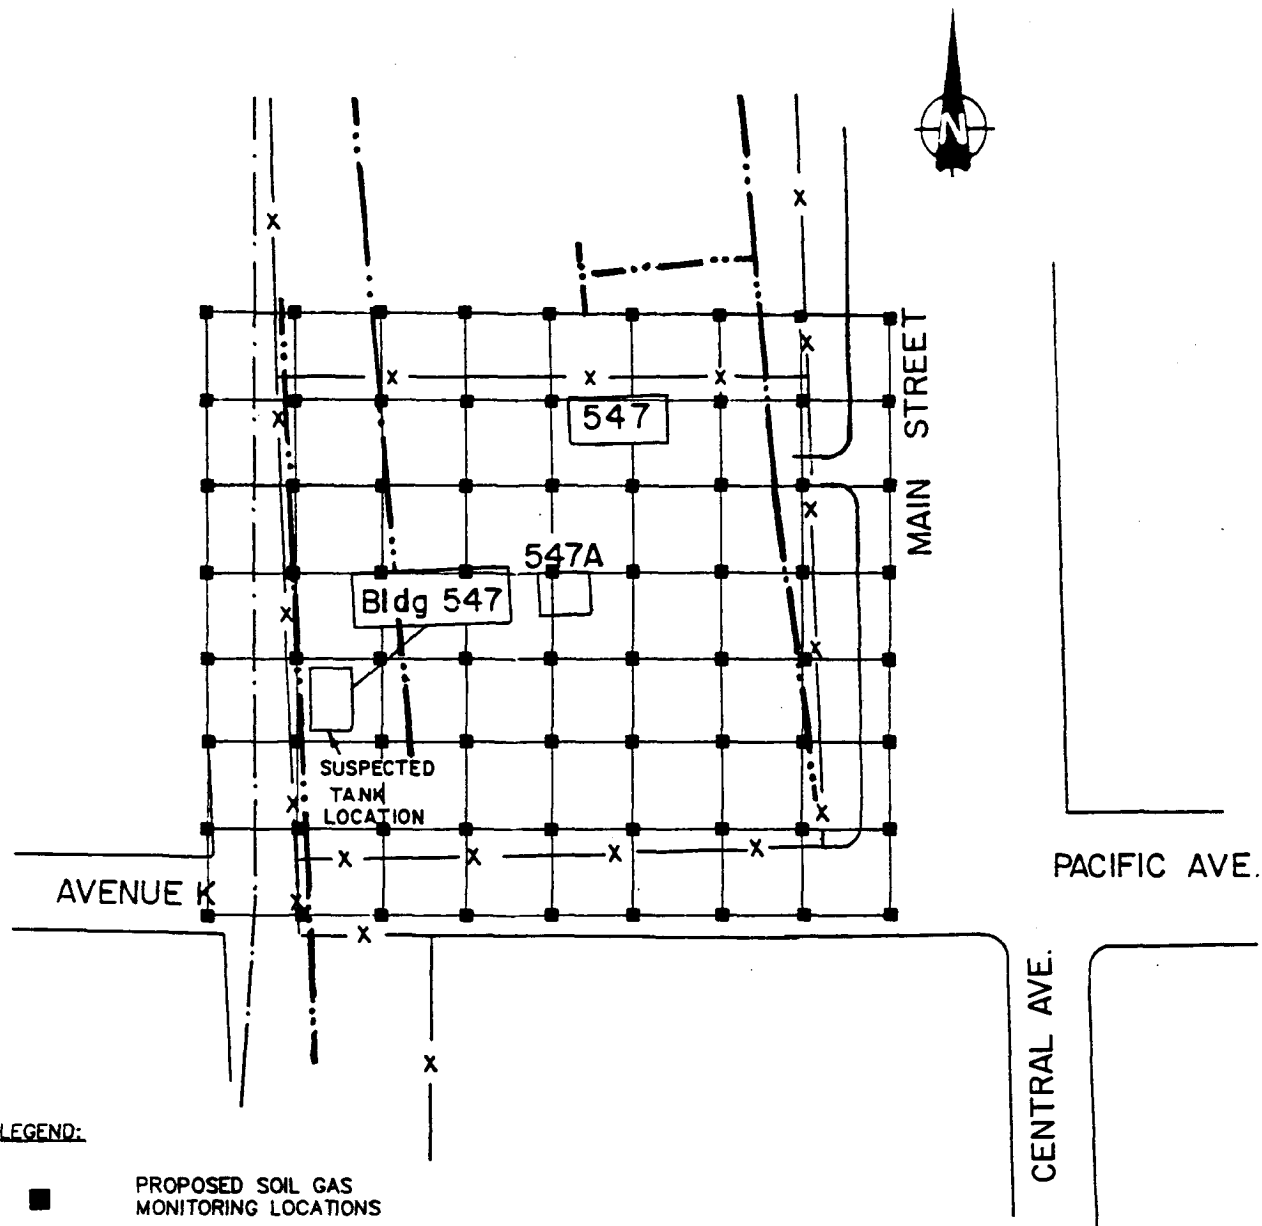 N
MAIN STREET
547
547A
Bldg 547
SUSPECTED
TANK
LOCATION
AVENUE K
PACIFIC AVE.
CENTRAL AVE.
LEGEND:
PROPOSED SOIL GAS
MONITORING LOCATIONS